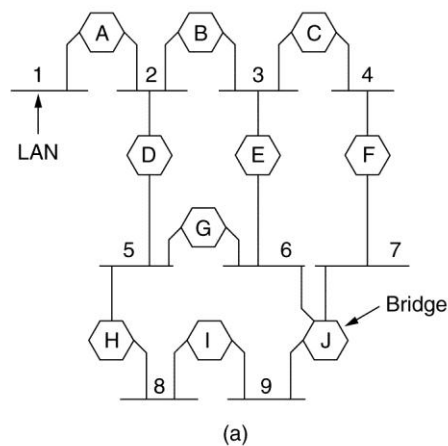 A B C
1 2 3 4
LAN
D E F
G
5 6 7
Bridge
H I J
8 9
(a)